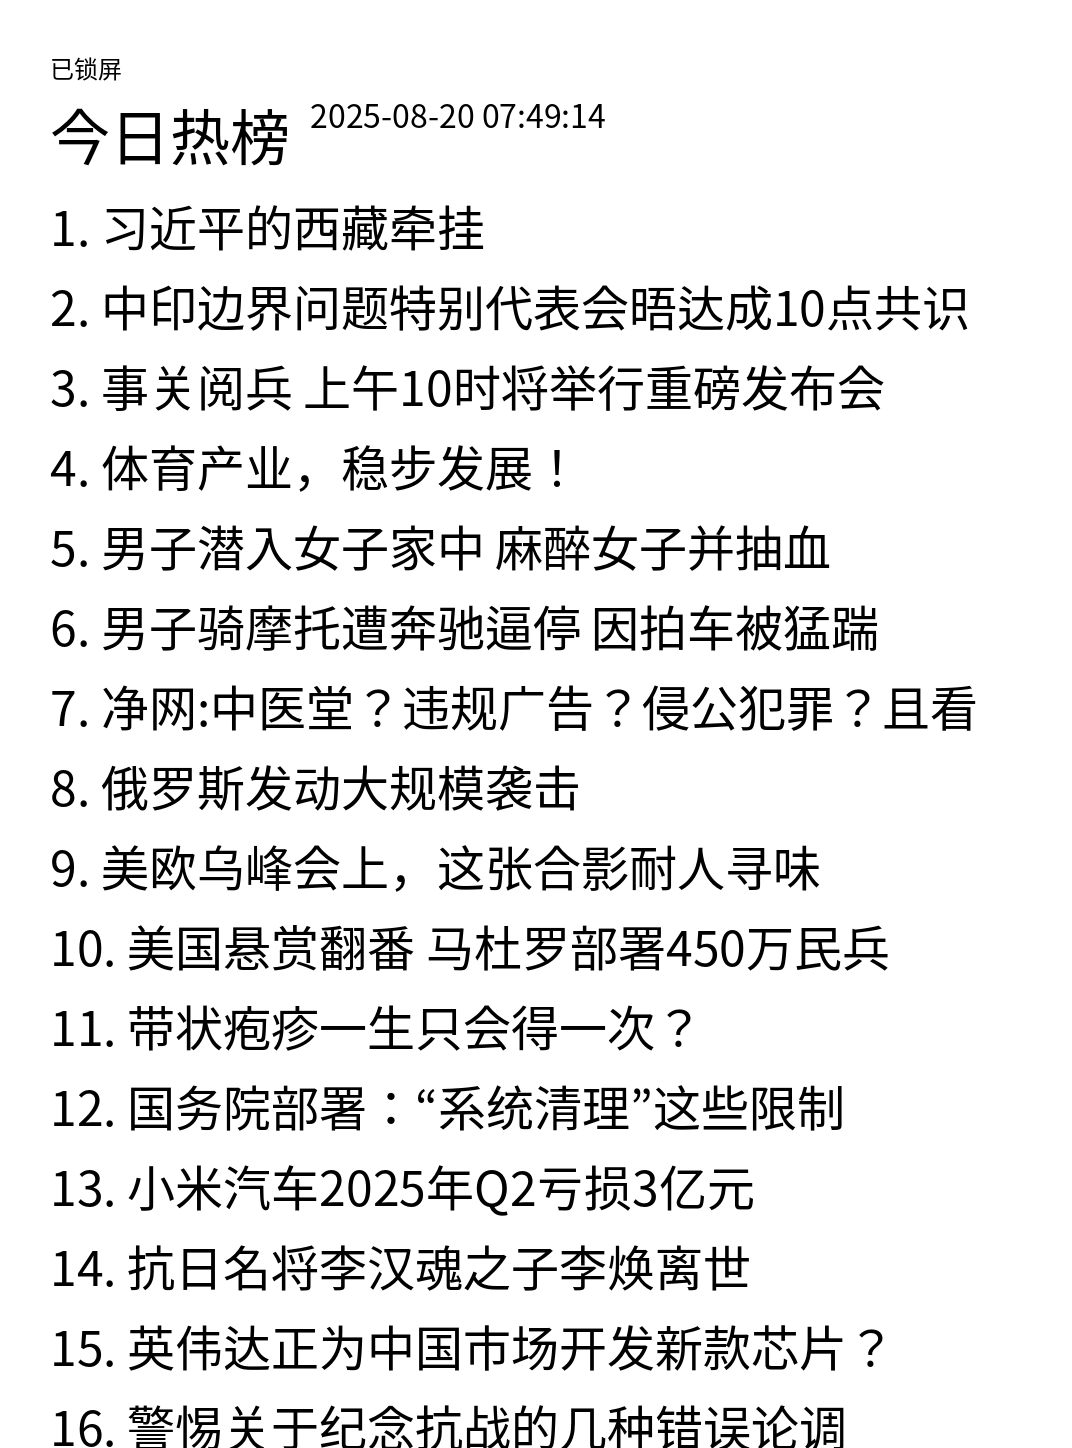 已锁屏
今日热榜 2025-08-20 07:49:14
1. 习近平的西藏牵挂
2. 中印边界问题特别代表会晤达成10点共识
3. 事关阅兵 上午10时将举行重磅发布会
4. 体育产业，稳步发展！
5. 男子潜入女子家中 麻醉女子并抽血
6. 男子骑摩托遭奔驰逼停 因拍车被猛踹
7. 净网:中医堂？违规广告？侵公犯罪？且看
8. 俄罗斯发动大规模袭击
9. 美欧乌峰会上，这张合影耐人寻味
10. 美国悬赏翻番 马杜罗部署450万民兵
11. 带状疱疹一生只会得一次？
12. 国务院部署：“系统清理”这些限制
13. 小米汽车2025年Q2亏损3亿元
14. 抗日名将李汉魂之子李焕离世
15. 英伟达正为中国市场开发新款芯片？
16. 警惕关于纪念抗战的几种错误论调